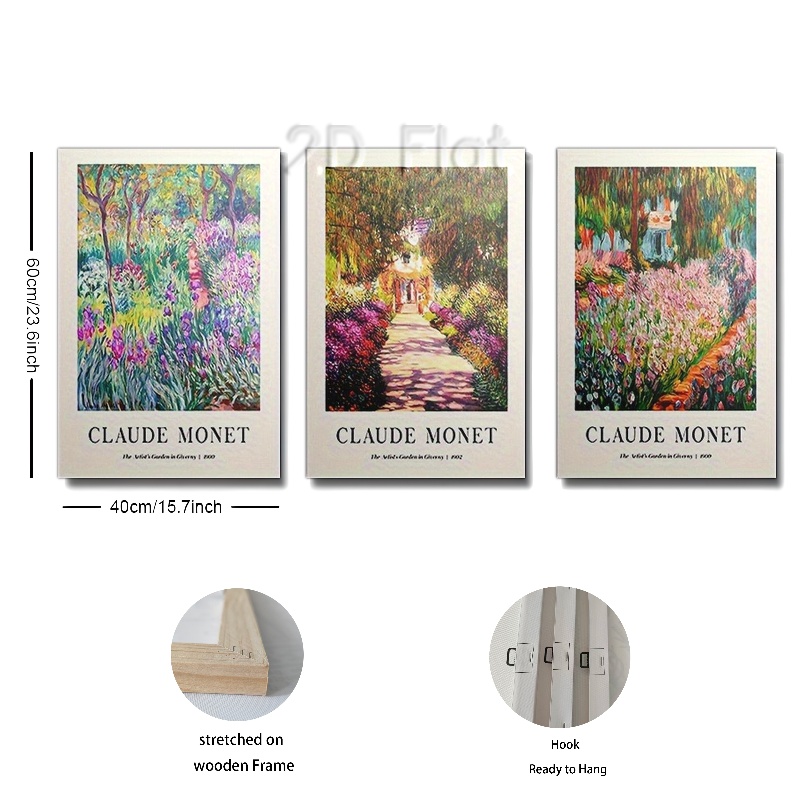 2D Flat
60cm/23.6inch
CLAUDE MONET
The Artist's Garden in Giverny | 1900
CLAUDE MONET
The Artist's Garden in Giverny | 1902
CLAUDE MONET
The Artist's Garden in Giverny | 1900
40cm/15.7inch
stretched on
wooden Frame
Hook
Ready to Hang